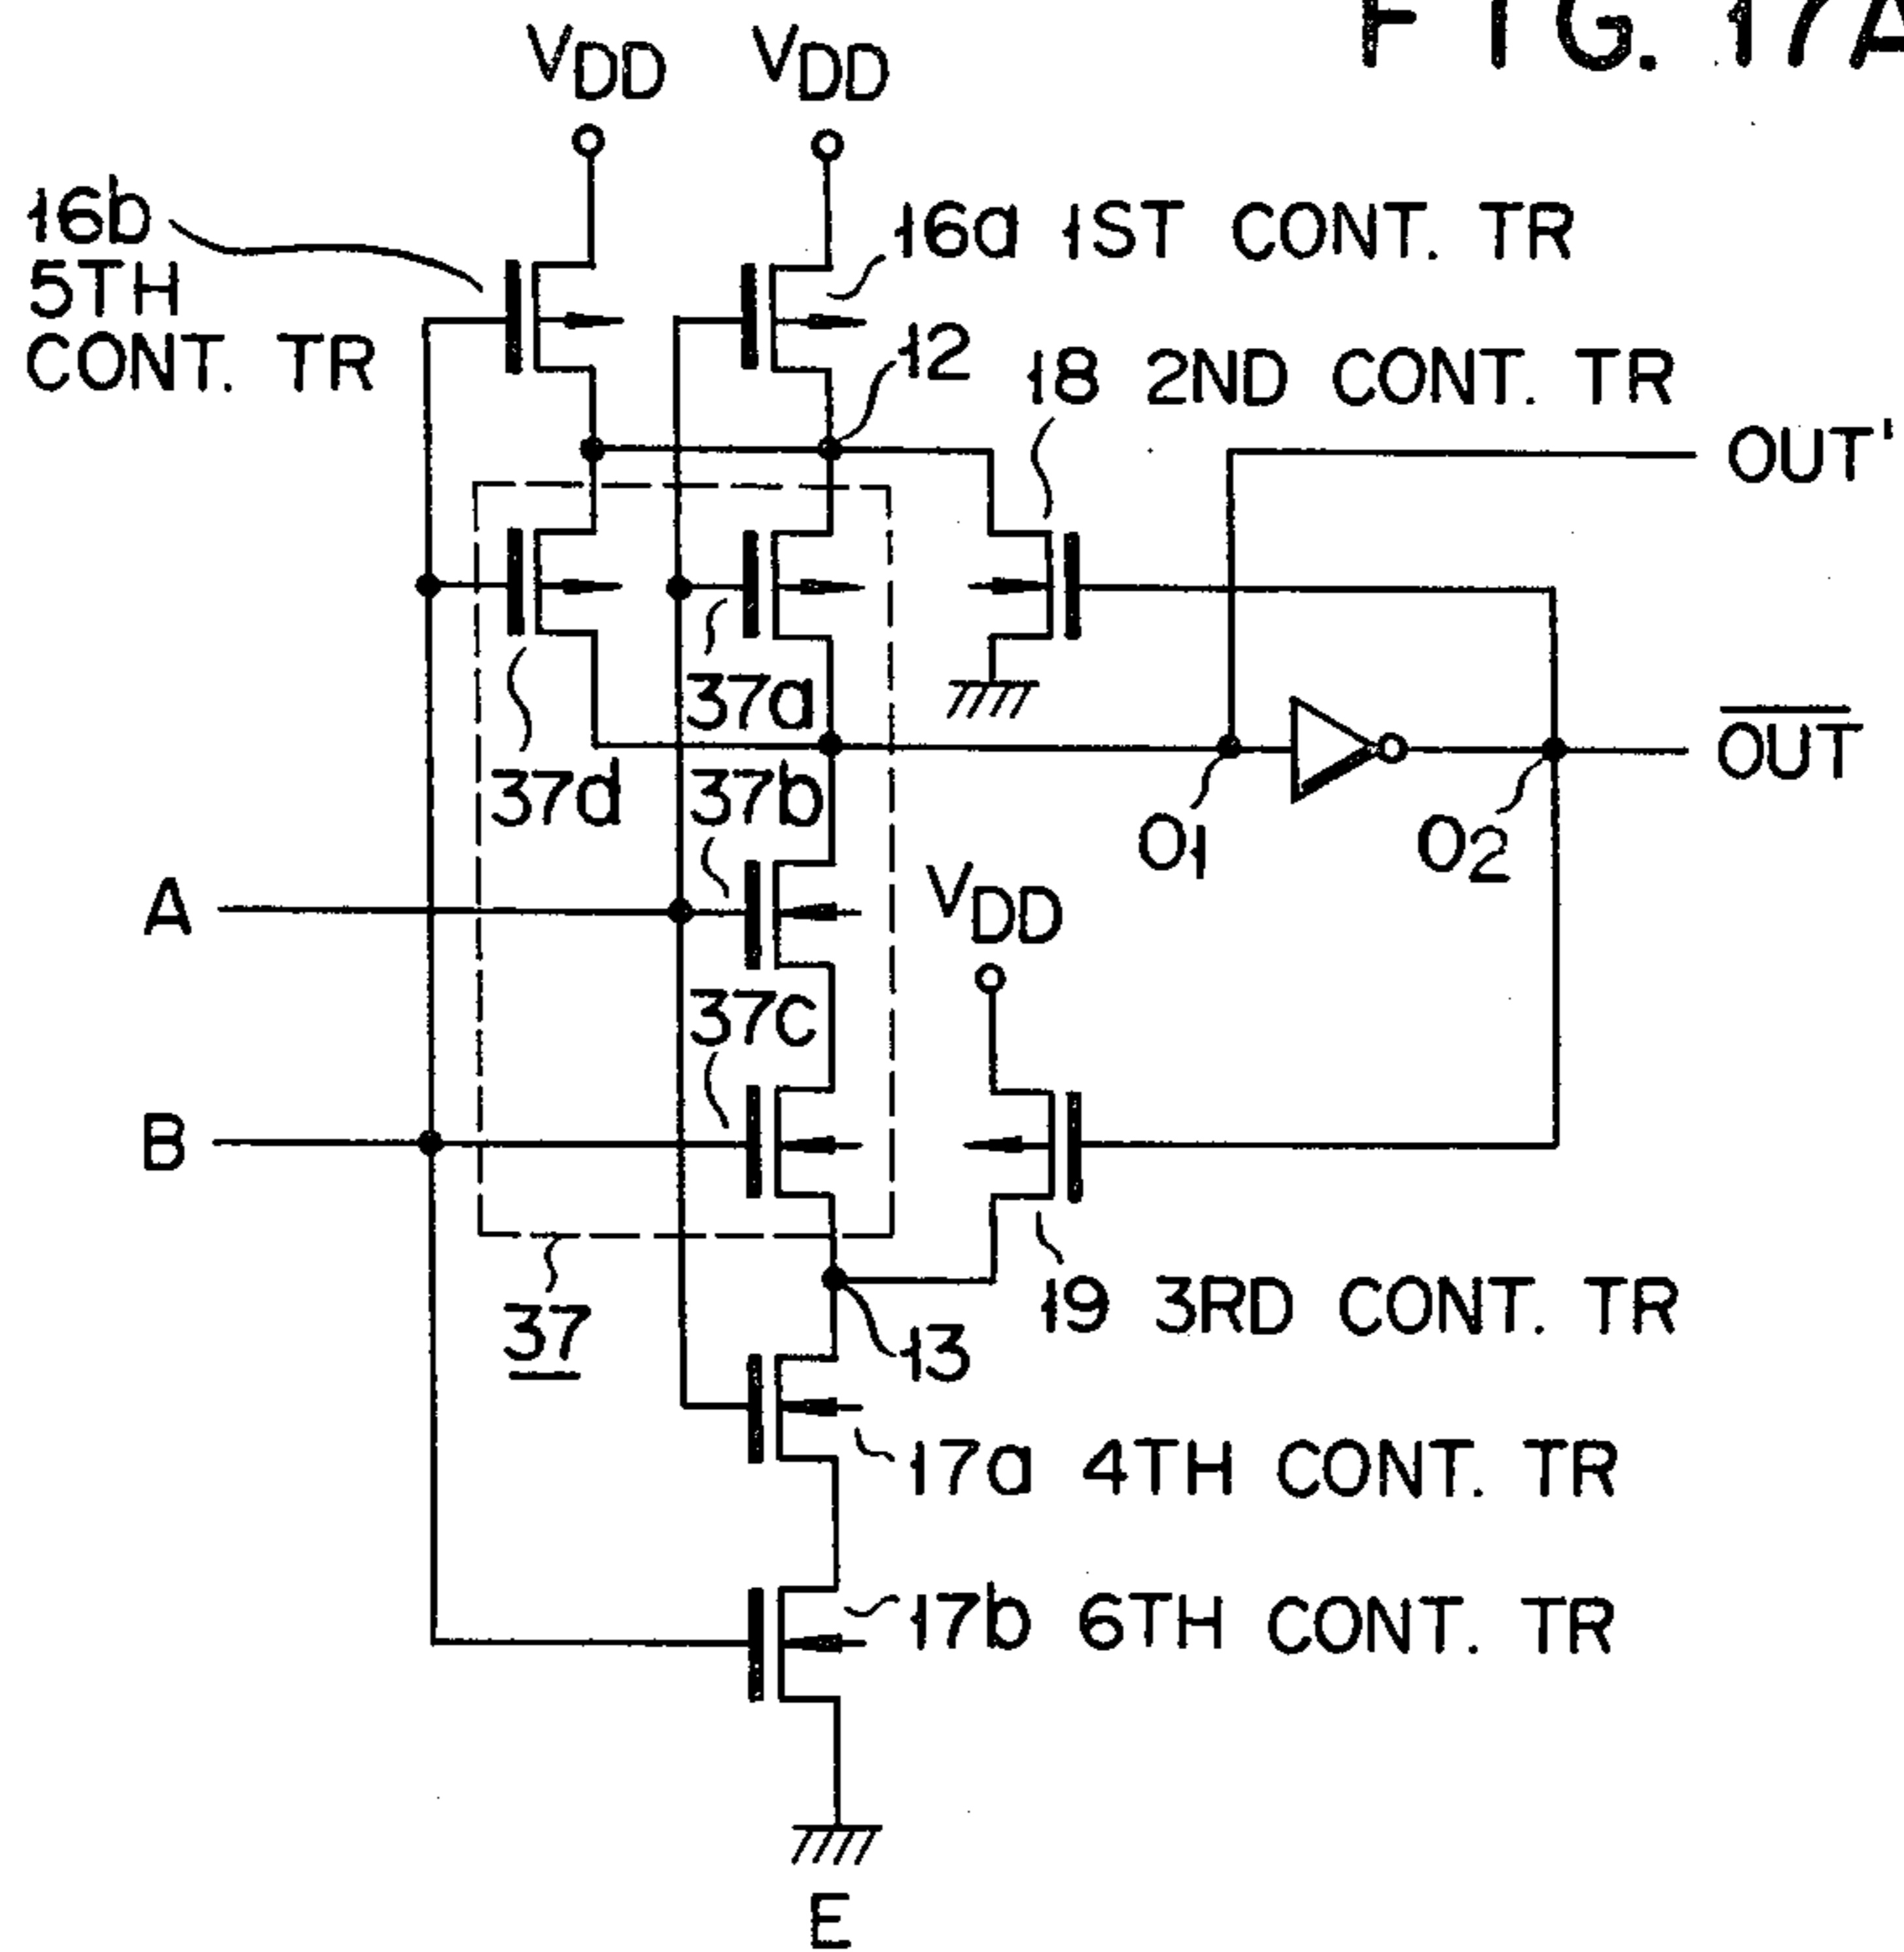 FIG. 17A
VDD VDD
16b
5TH
CONT. TR
16a 1ST CONT. TR
12
18 2ND CONT. TR
OUT'
37a
37d
37b
O1
O2
OUT
A
VDD
37c
B
37
13
19 3RD CONT. TR
17a 4TH CONT. TR
17b 6TH CONT. TR
E